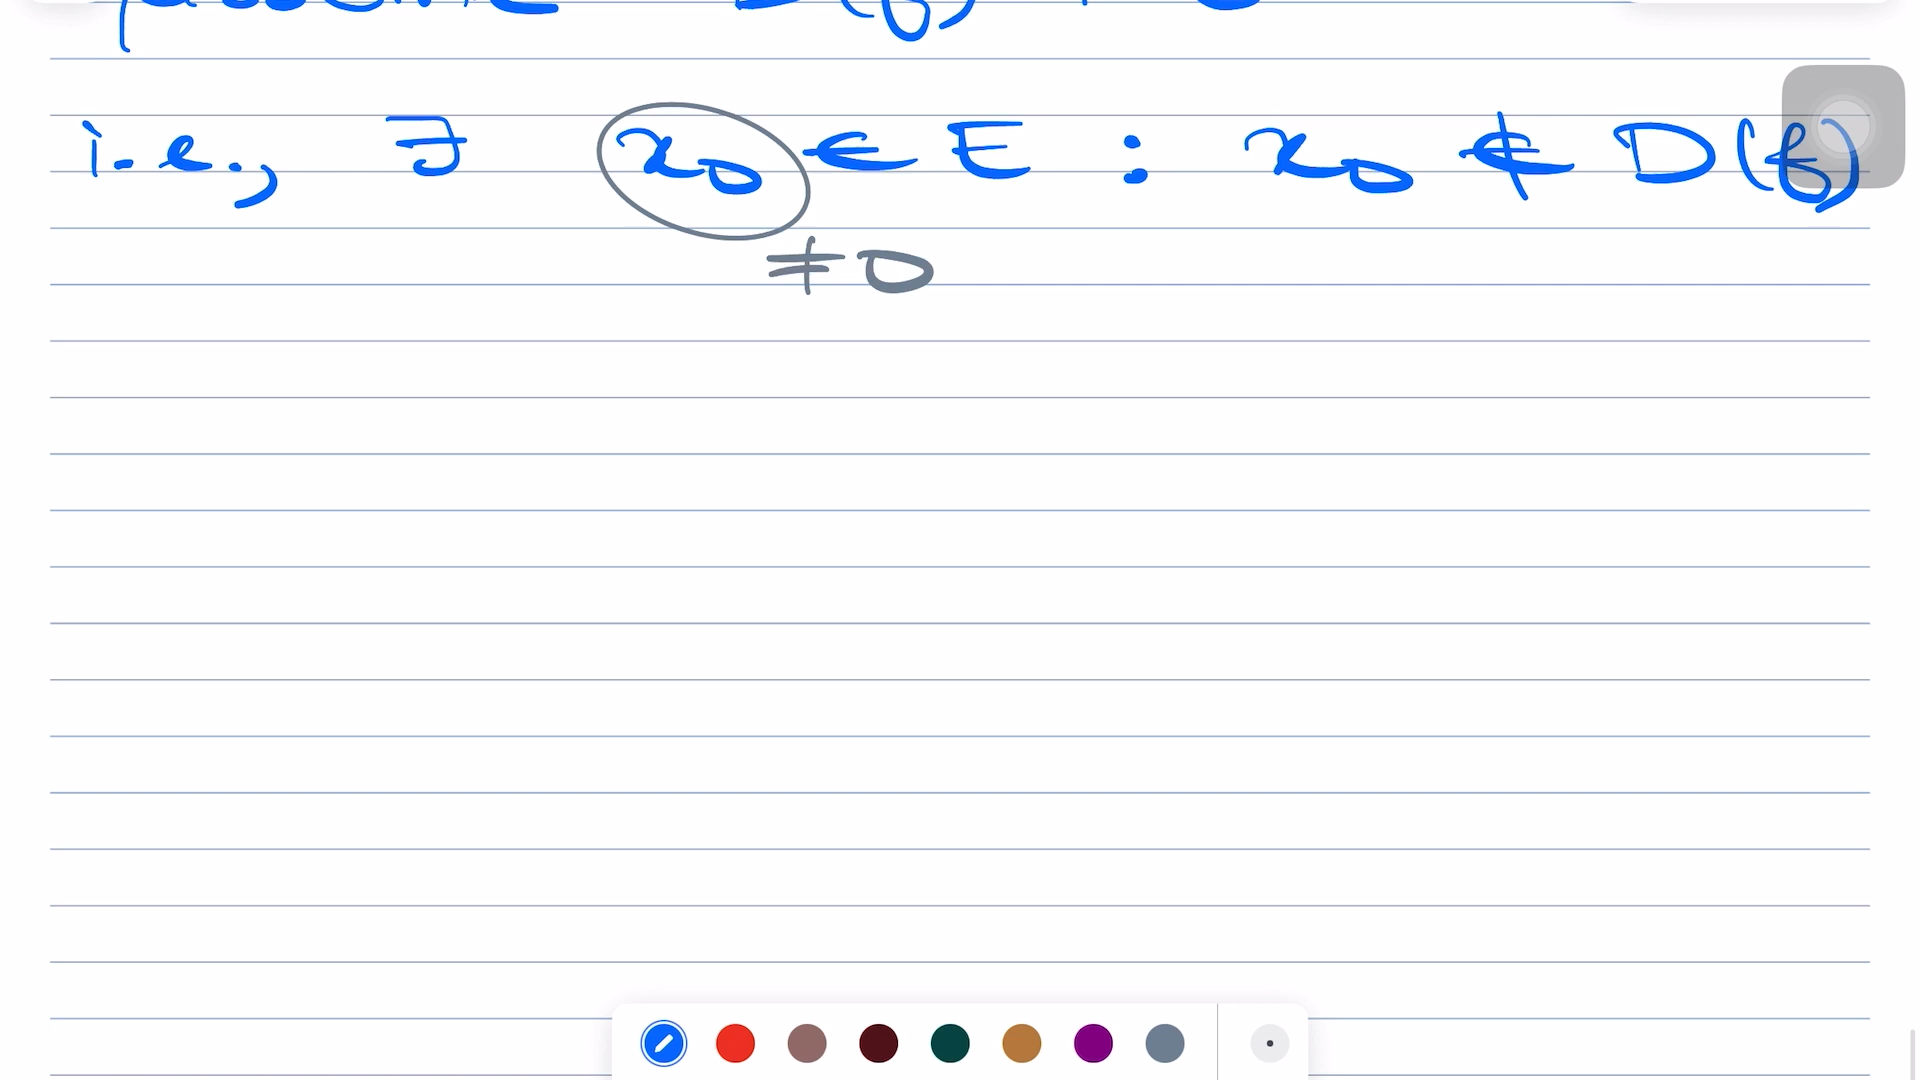 D(f)
i.e., ∃ x₀ ∈ E : x₀ ∉ D(f)
≠ 0